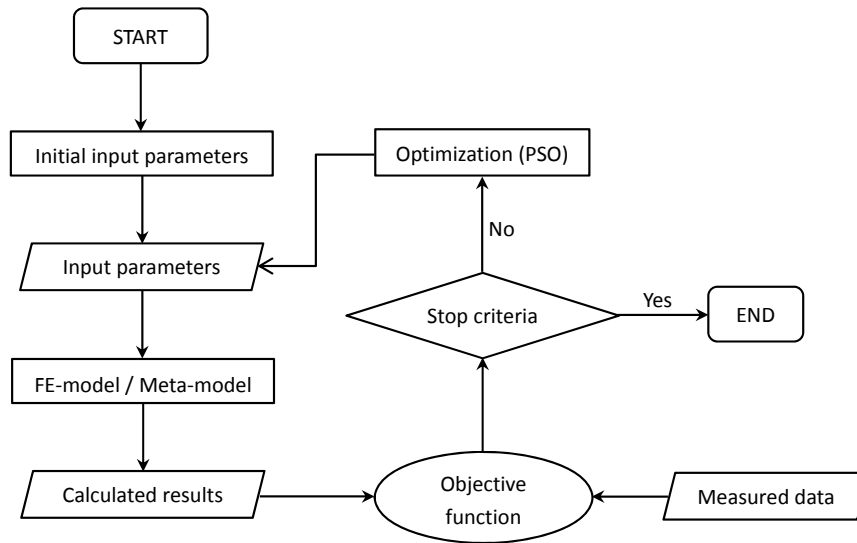 START
Initial input parameters
Optimization (PSO)
No
Input parameters
Stop criteria
Yes
END
FE-model / Meta-model
Calculated results
Objective
function
Measured data